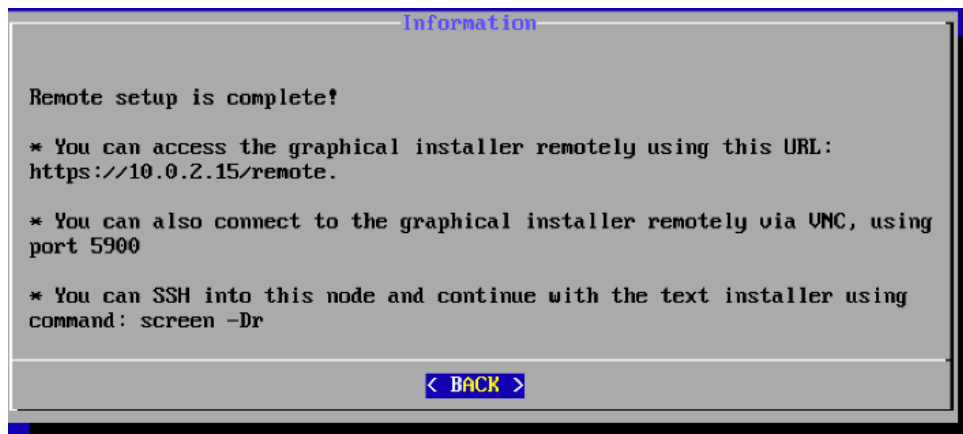 Information
Remote setup is complete!
* You can access the graphical installer remotely using this URL:
https://10.0.2.15/remote.
* You can also connect to the graphical installer remotely via VNC, using
port 5900
* You can SSH into this node and continue with the text installer using
command: screen -Dr
< BACK >